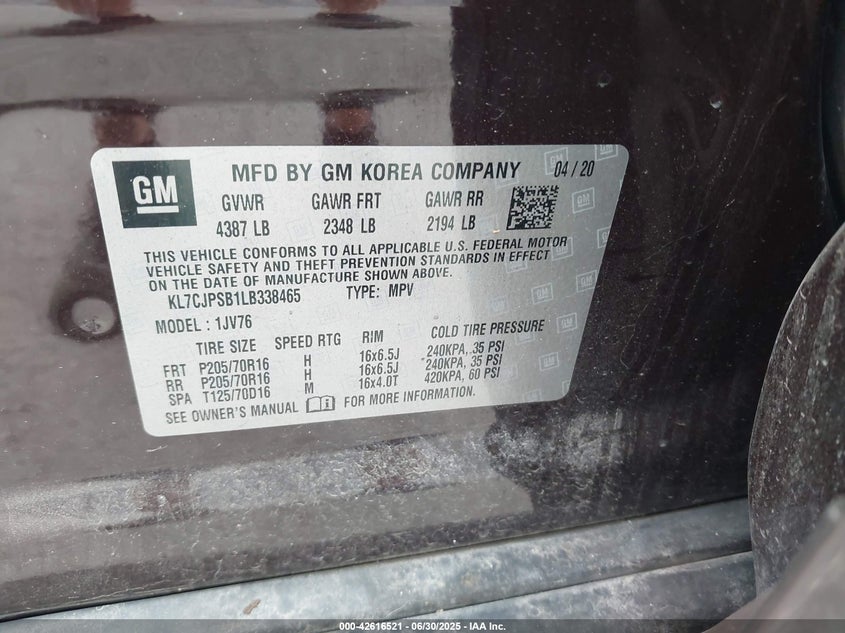 GM
MFD BY GM KOREA COMPANY 04 / 20
GVWR GAWR FRT GAWR RR
4387 LB 2348 LB 2194 LB
THIS VEHICLE CONFORMS TO ALL APPLICABLE U.S. FEDERAL MOTOR
VEHICLE SAFETY AND THEFT PREVENTION STANDARDS IN EFFECT
ON THE DATE OF MANUFACTURE SHOWN ABOVE.
KL7CJPSB1LB338465 TYPE: MPV
MODEL : 1JV76
TIRE SIZE SPEED RTG RIM COLD TIRE PRESSURE
FRT P205/70R16 H 16x6.5J 240KPA, 35 PSI
RR P205/70R16 H 16x6.5J 240KPA, 35 PSI
SPA T125/70D16 M 16x4.0T 420KPA, 60 PSI
SEE OWNER'S MANUAL FOR MORE INFORMATION.
000-42616521 - 06/30/2025 - IAA Inc.